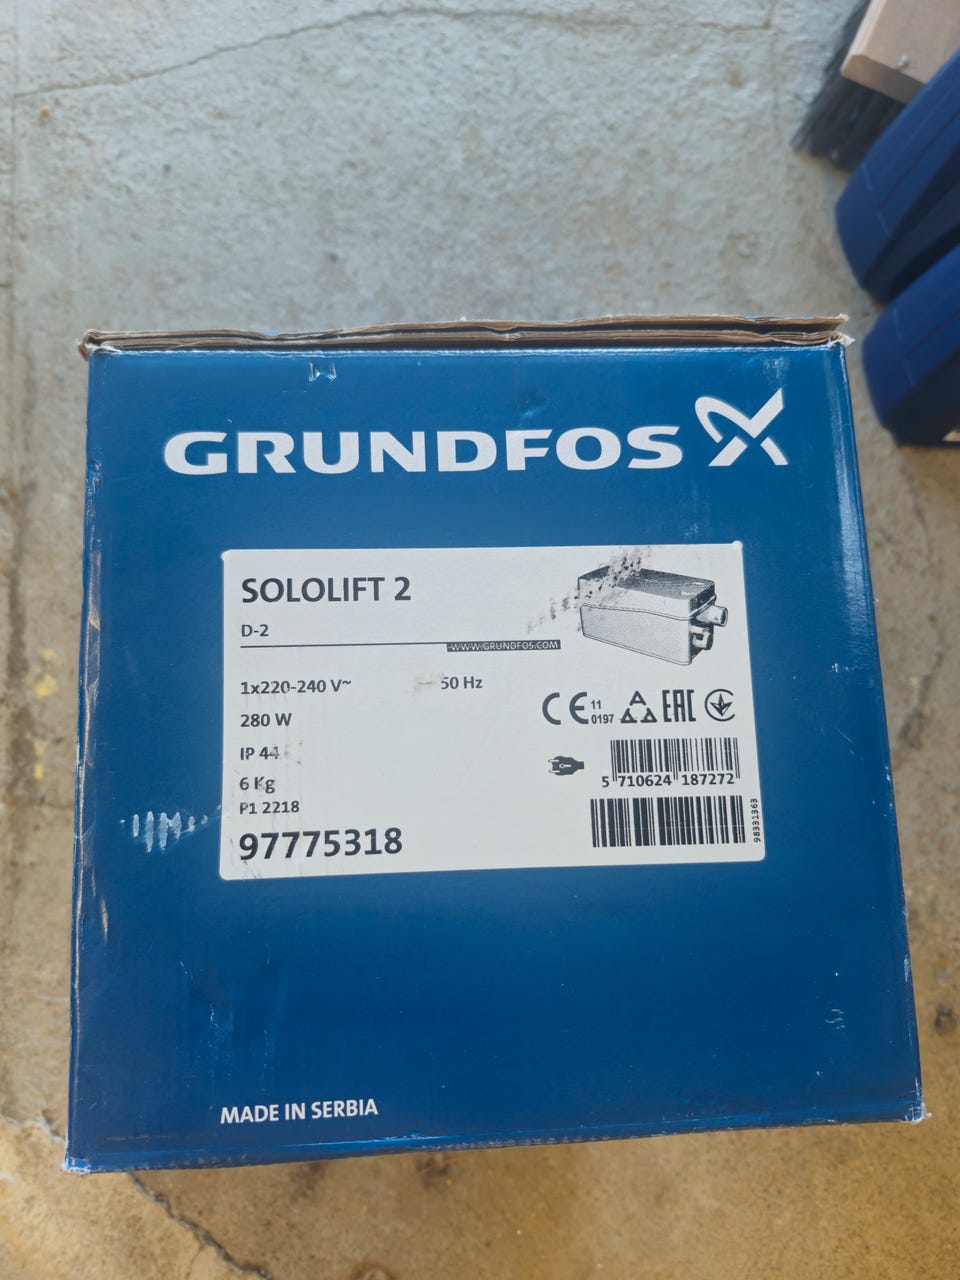 GRUNDFOS
SOLOLIFT 2
D-2
WWW.GRUNDFOS.COM
1x220-240 V~ 50 Hz
280 W
IP 44
6 Kg
P1 2218
97775318
CE 11 0197 EAC
5 710624 187272
98331363
MADE IN SERBIA